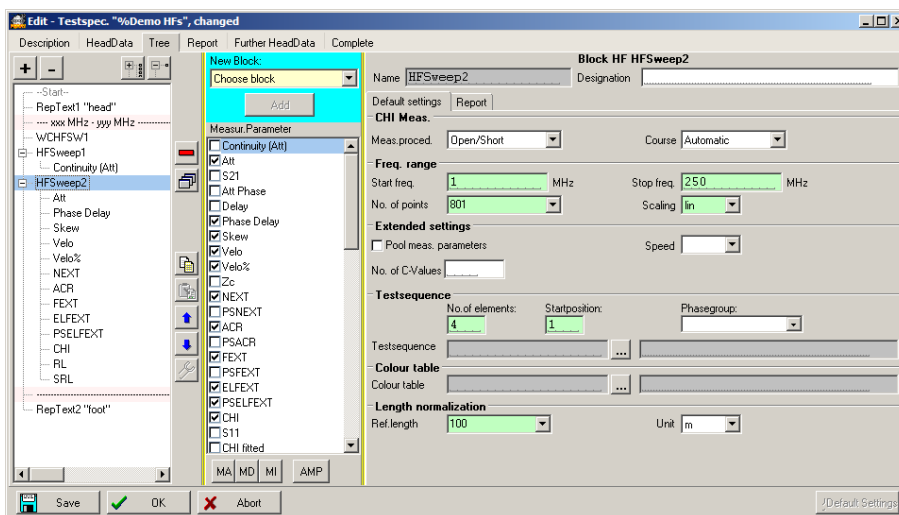 Edit - Testspec. "%Demo HFs", changed
Description HeadData Tree Report Further HeadData Complete
--Start--
RepText1 "head"
---- xxx MHz - yyy MHz -----------
WCHFSW1
HFSweep1
Continuity (Att)
HFSweep2
Att
Phase Delay
Skew
Velo
Velo%
NEXT
ACR
FEXT
ELFEXT
PSELFEXT
CHI
RL
SRL
RepText2 "foot"
New Block:
Choose block
Add
Measur.Parameter
Continuity (Att)
Att
S21
Att Phase
Delay
Phase Delay
Skew
Velo
Velo%
Zc
NEXT
PSNEXT
ACR
PSACR
FEXT
PSFEXT
ELFEXT
PSELFEXT
CHI
S11
CHI fitted
MA MD MI AMP
Block HF HFSweep2
Name HFSweep2 Designation
Default settings Report
CHI Meas.
Meas.proced. Open/Short Course Automatic
Freq. range
Start freq. 1 MHz Stop freq. 250 MHz
No. of points 801 Scaling lin
Extended settings
Pool meas. parameters Speed
No. of C-Values
Testsequence
No.of elements: Startposition: Phasegroup:
4 1
Testsequence ...
Colour table
Colour table ...
Length normalization
Ref.length 100 Unit m
Save OK Abort Default Settings